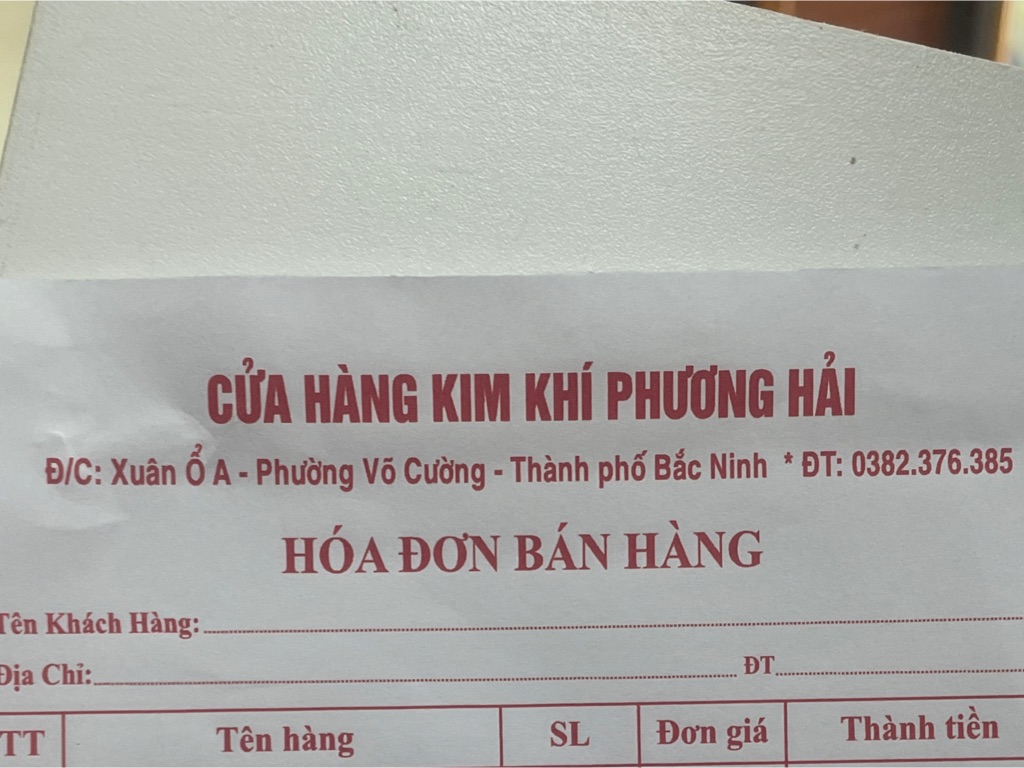 CỬA HÀNG KIM KHÍ PHƯƠNG HẢI
Đ/C: Xuân Ổ A - Phường Võ Cường - Thành phố Bắc Ninh * ĐT: 0382.376.385
HÓA ĐƠN BÁN HÀNG
Tên Khách Hàng:
Địa Chỉ: ĐT
TT Tên hàng SL Đơn giá Thành tiền